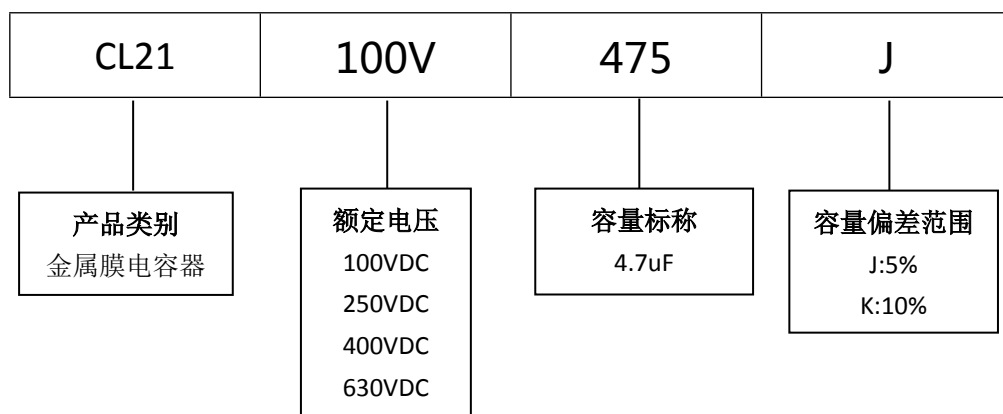 CL21 100V 475 J
产品类别
金属膜电容器
额定电压
100VDC
250VDC
400VDC
630VDC
容量标称
4.7uF
容量偏差范围
J:5%
K:10%